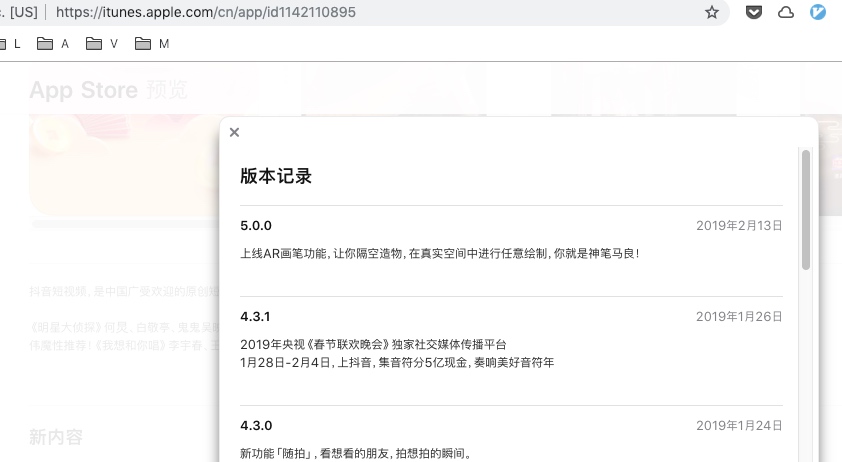 c. [US]
https://itunes.apple.com/cn/app/id1142110895
L A V M
App Store 预览
版本记录
5.0.0 2019年2月13日
上线AR画笔功能，让你隔空造物，在真实空间中进行任意绘制，你就是神笔马良！
4.3.1 2019年1月26日
2019年央视《春节联欢晚会》独家社交媒体传播平台
1月28日-2月4日，上抖音，集音符分5亿现金，奏响美好音符年
抖音短视频，是中国广受欢迎的原创短
《明星大侦探》何炅、白敬亭、鬼鬼吴映
伟魔性推荐！《我想和你唱》李宇春、王
4.3.0 2019年1月24日
新功能「随拍」，看想看的朋友，拍想拍的瞬间。
新内容